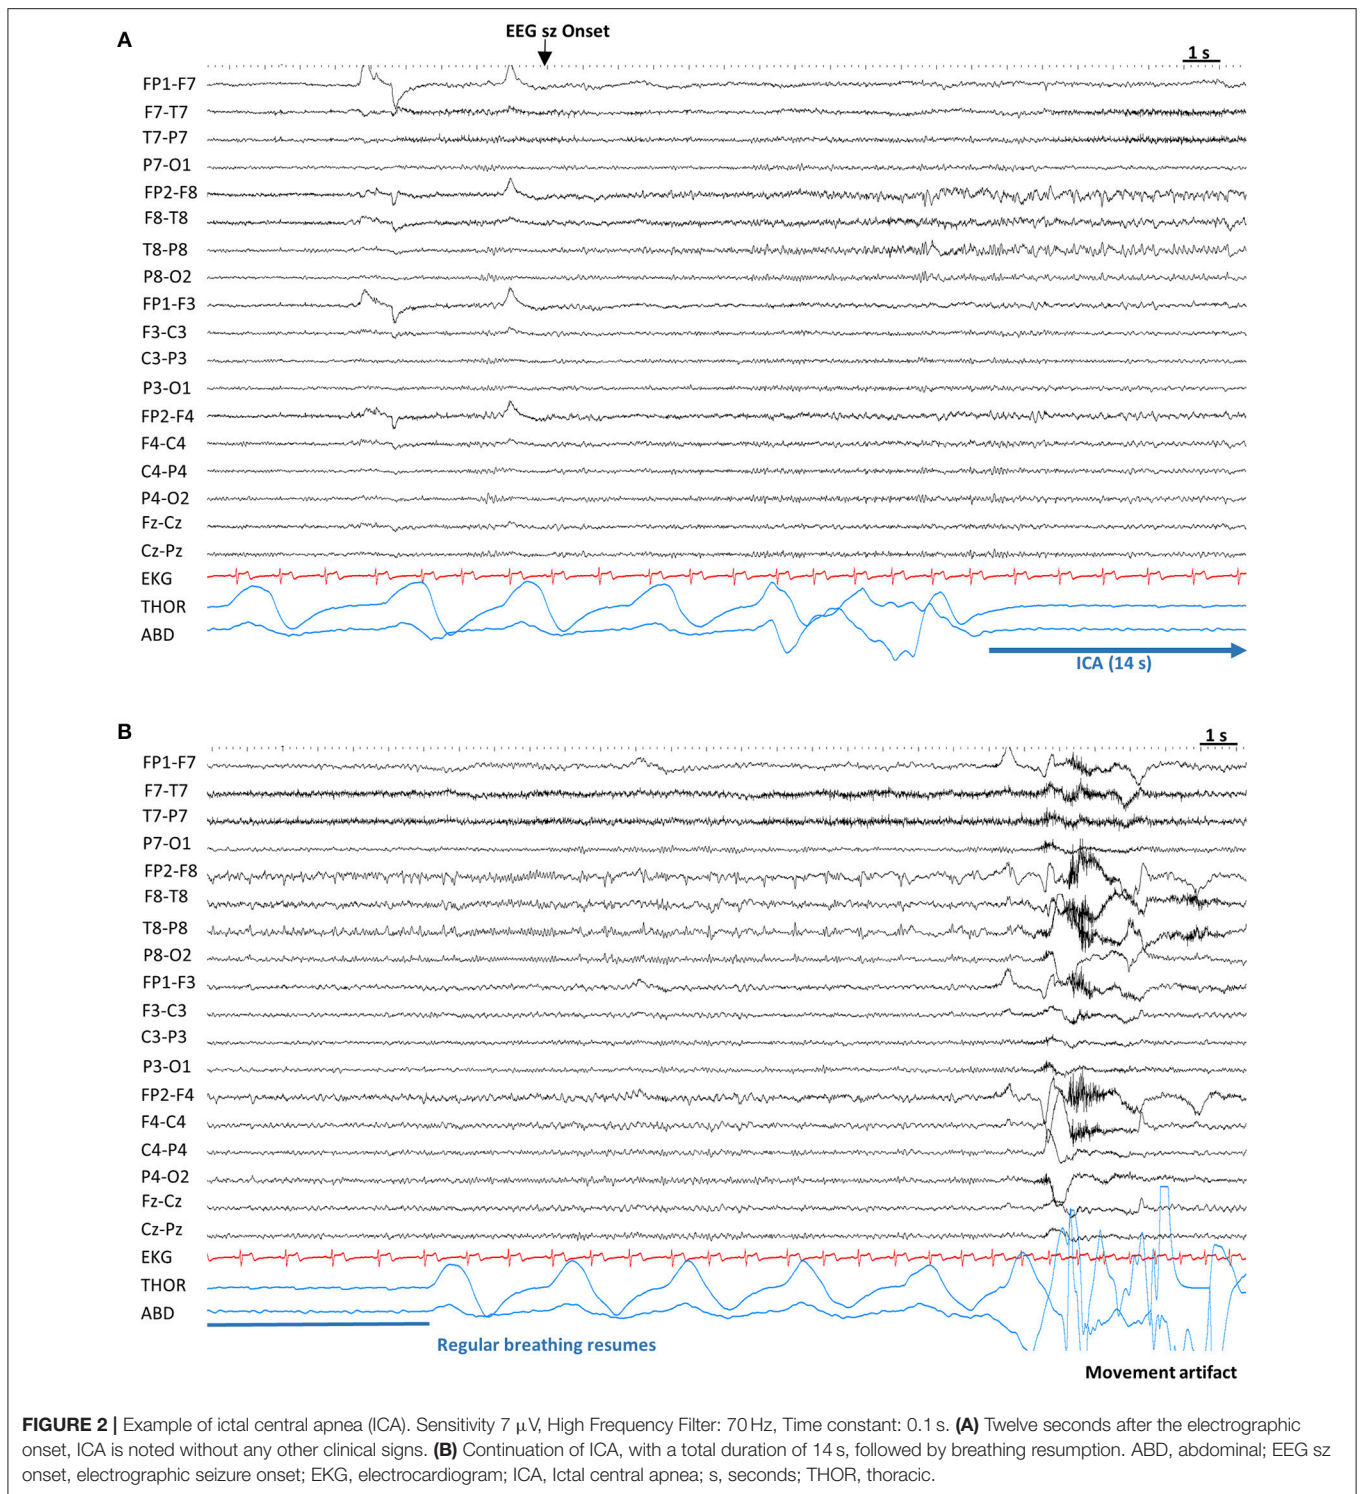 A
EEG sz Onset
1 s
FP1-F7
F7-T7
T7-P7
P7-O1
FP2-F8
F8-T8
T8-P8
P8-O2
FP1-F3
F3-C3
C3-P3
P3-O1
FP2-F4
F4-C4
C4-P4
P4-O2
Fz-Cz
Cz-Pz
EKG
THOR
ABD
ICA (14 s)
B
1 s
FP1-F7
F7-T7
T7-P7
P7-O1
FP2-F8
F8-T8
T8-P8
P8-O2
FP1-F3
F3-C3
C3-P3
P3-O1
FP2-F4
F4-C4
C4-P4
P4-O2
Fz-Cz
Cz-Pz
EKG
THOR
ABD
Regular breathing resumes
Movement artifact
FIGURE 2 | Example of ictal central apnea (ICA). Sensitivity 7 μV, High Frequency Filter: 70 Hz, Time constant: 0.1 s. (A) Twelve seconds after the electrographic
onset, ICA is noted without any other clinical signs. (B) Continuation of ICA, with a total duration of 14 s, followed by breathing resumption. ABD, abdominal; EEG sz
onset, electrographic seizure onset; EKG, electrocardiogram; ICA, Ictal central apnea; s, seconds; THOR, thoracic.